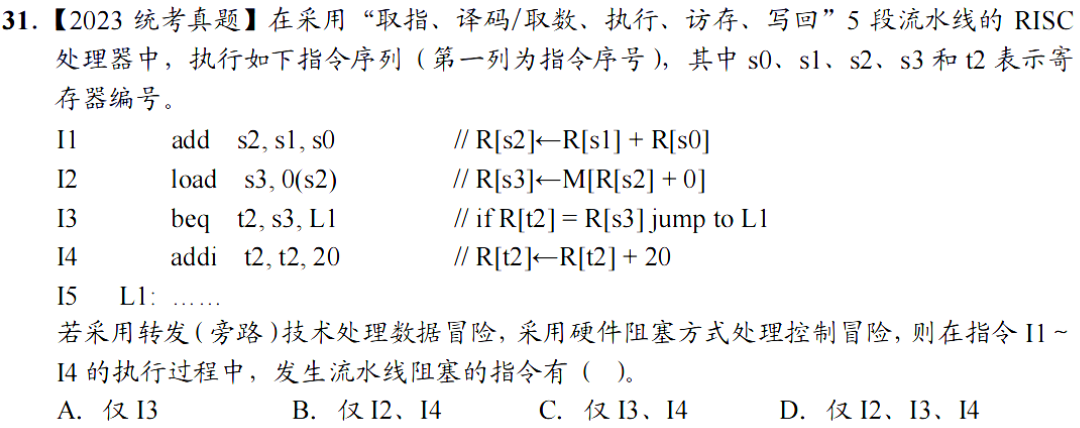 31.【2023 统考真题】在采用“取指、译码/取数、执行、访存、写回”5 段流水线的 RISC
处理器中，执行如下指令序列（第一列为指令序号），其中 s0、s1、s2、s3 和 t2 表示寄
存器编号。
I1 add s2, s1, s0 // R[s2]←R[s1] + R[s0]
I2 load s3, 0(s2) // R[s3]←M[R[s2] + 0]
I3 beq t2, s3, L1 // if R[t2] = R[s3] jump to L1
I4 addi t2, t2, 20 // R[t2]←R[t2] + 20
I5 L1: ……
若采用转发（旁路）技术处理数据冒险，采用硬件阻塞方式处理控制冒险，则在指令 I1～
I4 的执行过程中，发生流水线阻塞的指令有（ ）。
A. 仅 I3 B. 仅 I2、I4 C. 仅 I3、I4 D. 仅 I2、I3、I4